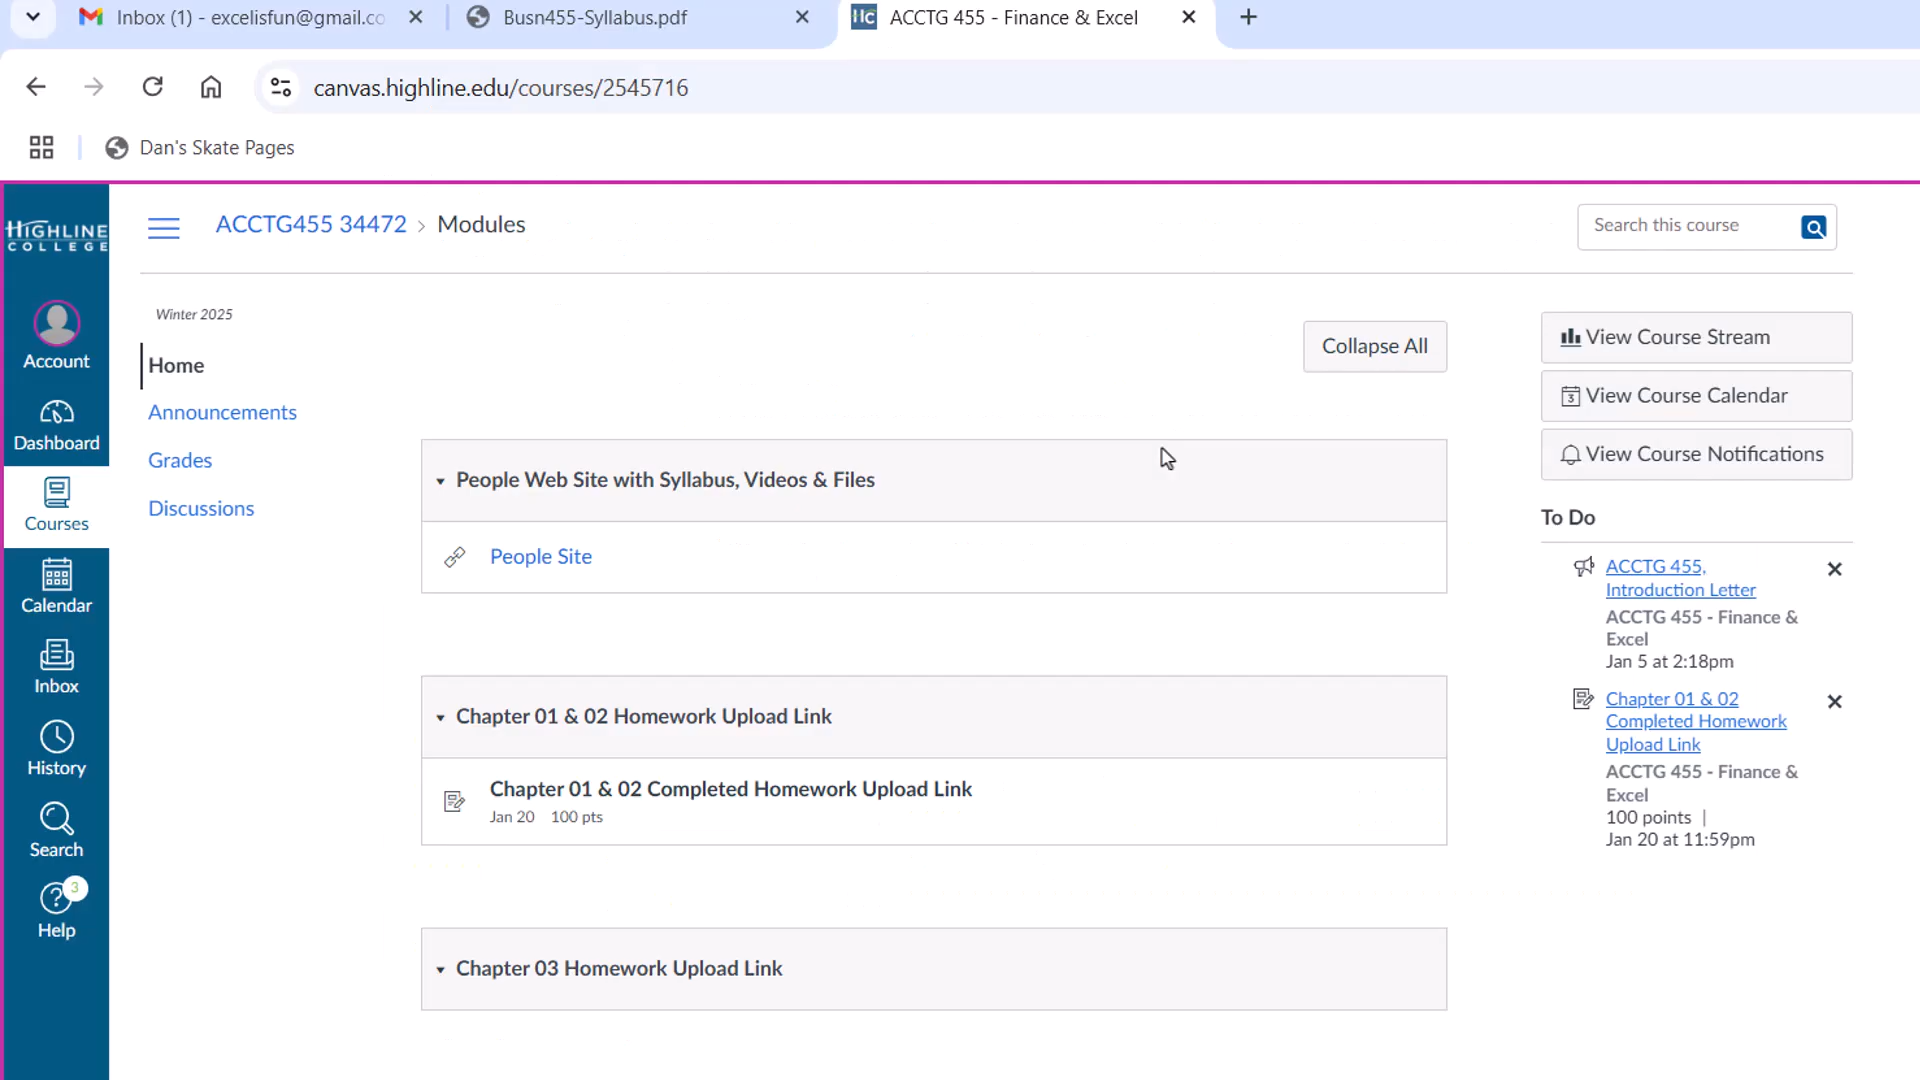 Inbox (1) - excelisfun@gmail.co
Busn455-Syllabus.pdf
ACCTG 455 - Finance & Excel
canvas.highline.edu/courses/2545716
Dan's Skate Pages
HIGHLINE
COLLEGE
Account
Dashboard
Courses
Calendar
Inbox
History
Search
3
Help
ACCTG455 34472 › Modules
Search this course
Winter 2025
Home
Announcements
Grades
Discussions
Collapse All
People Web Site with Syllabus, Videos & Files
People Site
Chapter 01 & 02 Homework Upload Link
Chapter 01 & 02 Completed Homework Upload Link
Jan 20 100 pts
Chapter 03 Homework Upload Link
View Course Stream
3 View Course Calendar
View Course Notifications
To Do
ACCTG 455,
Introduction Letter
ACCTG 455 - Finance &
Excel
Jan 5 at 2:18pm
Chapter 01 & 02
Completed Homework
Upload Link
ACCTG 455 - Finance &
Excel
100 points |
Jan 20 at 11:59pm